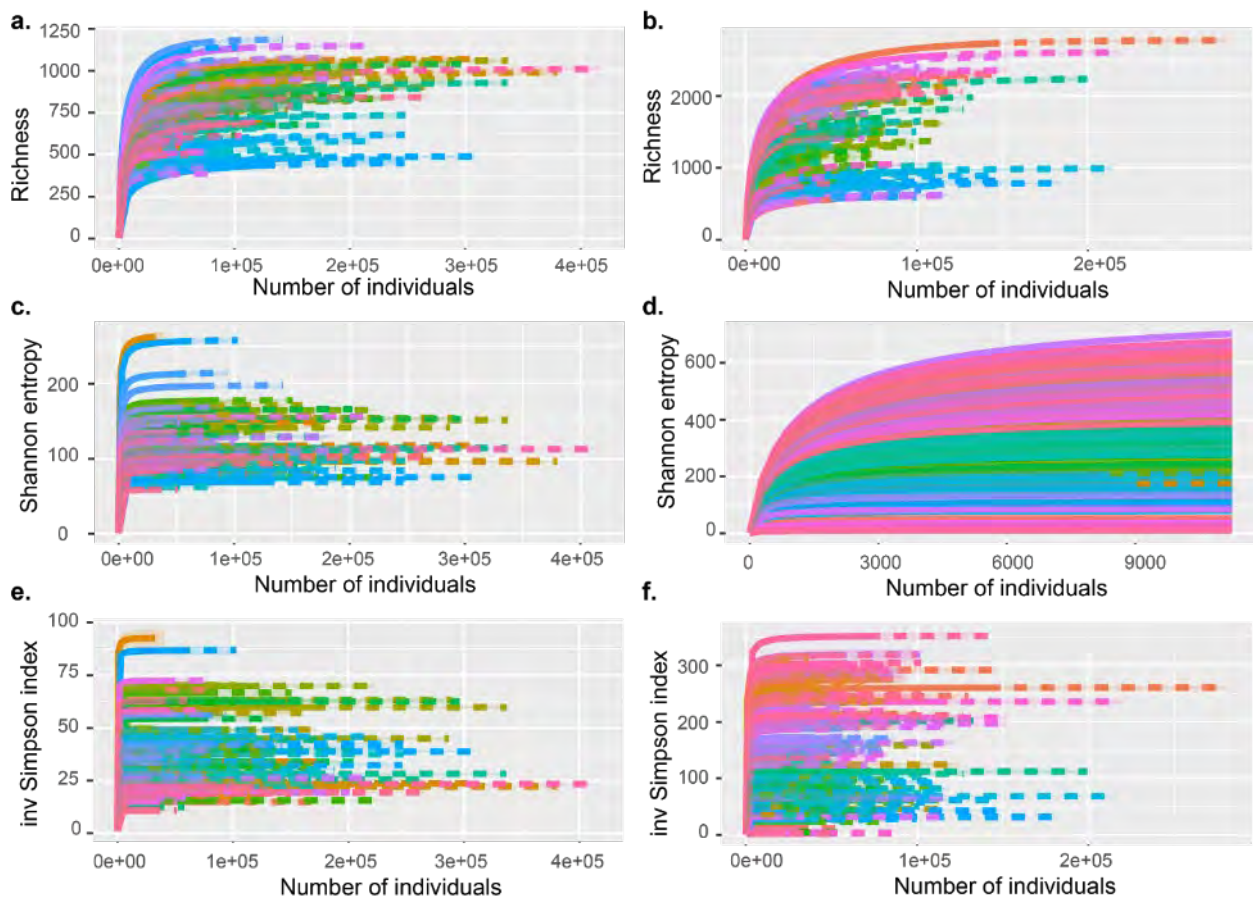 a.
1250
1000
750
500
250
0
Richness
0e+00 1e+05 2e+05 3e+05 4e+05
Number of individuals
b.
2000
1000
0
Richness
0e+00 1e+05 2e+05
Number of individuals
c.
200
100
0
Shannon entropy
0e+00 1e+05 2e+05 3e+05 4e+05
Number of individuals
d.
600
400
200
0
Shannon entropy
0 3000 6000 9000
Number of individuals
e.
100
75
50
25
0
inv Simpson index
0e+00 1e+05 2e+05 3e+05 4e+05
Number of individuals
f.
300
200
100
0
inv Simpson index
0e+00 1e+05 2e+05
Number of individuals